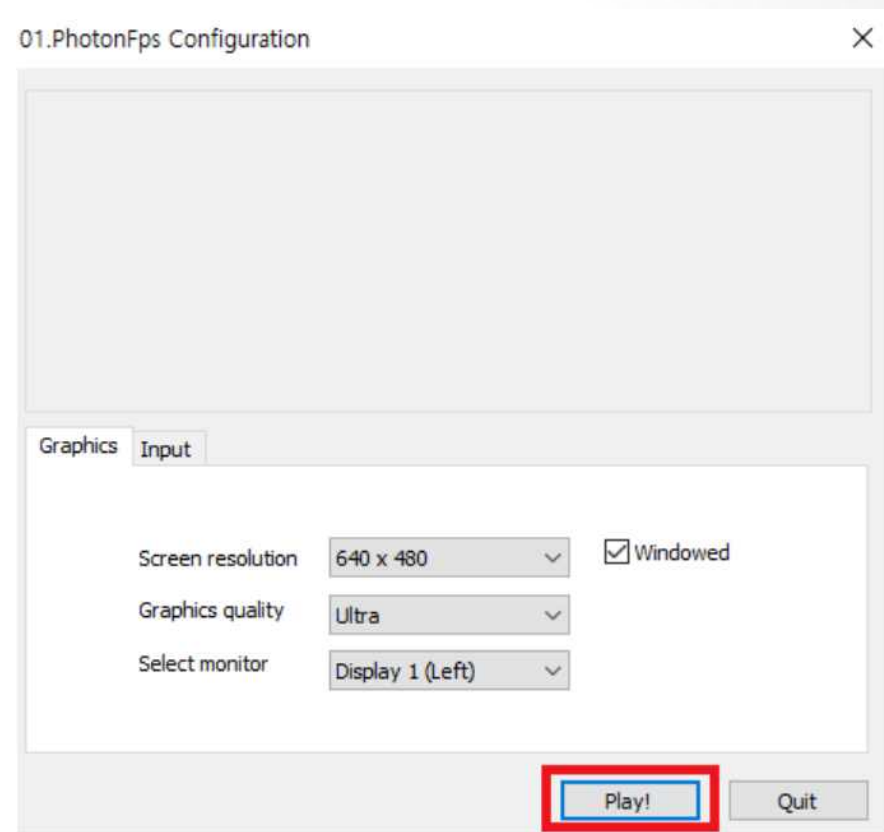 01.PhotonFps Configuration
Graphics
Input
Screen resolution
640 x 480
Windowed
Graphics quality
Ultra
Select monitor
Display 1 (Left)
Play!
Quit